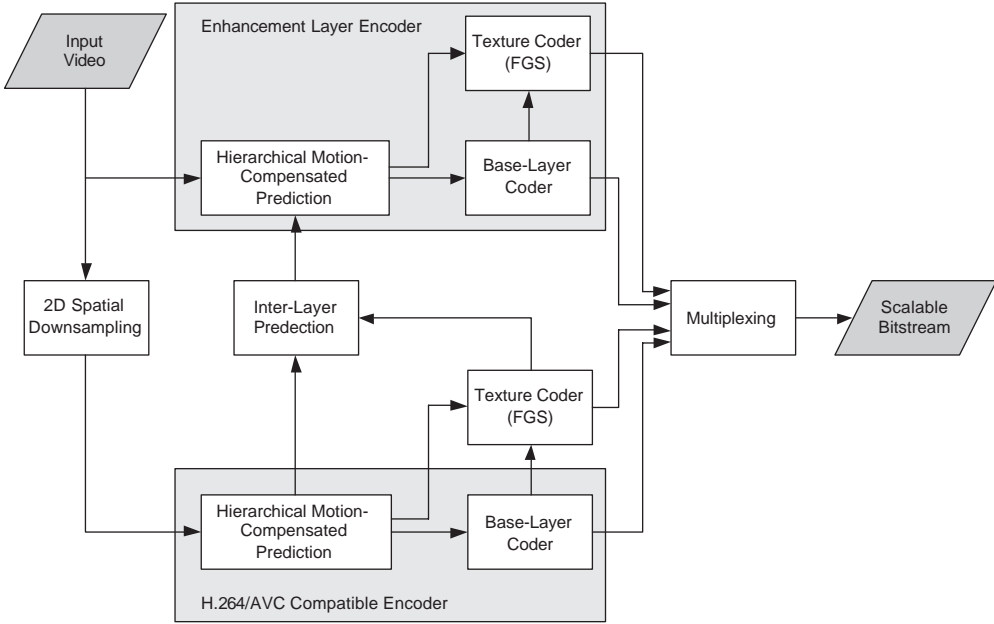 Input
Video
Enhancement Layer Encoder
Texture Coder
(FGS)
Hierarchical Motion-
Compensated
Prediction
Base-Layer
Coder
2D Spatial
Downsampling
Inter-Layer
Predection
Multiplexing
Scalable
Bitstream
Texture Coder
(FGS)
Hierarchical Motion-
Compensated
Prediction
Base-Layer
Coder
H.264/AVC Compatible Encoder